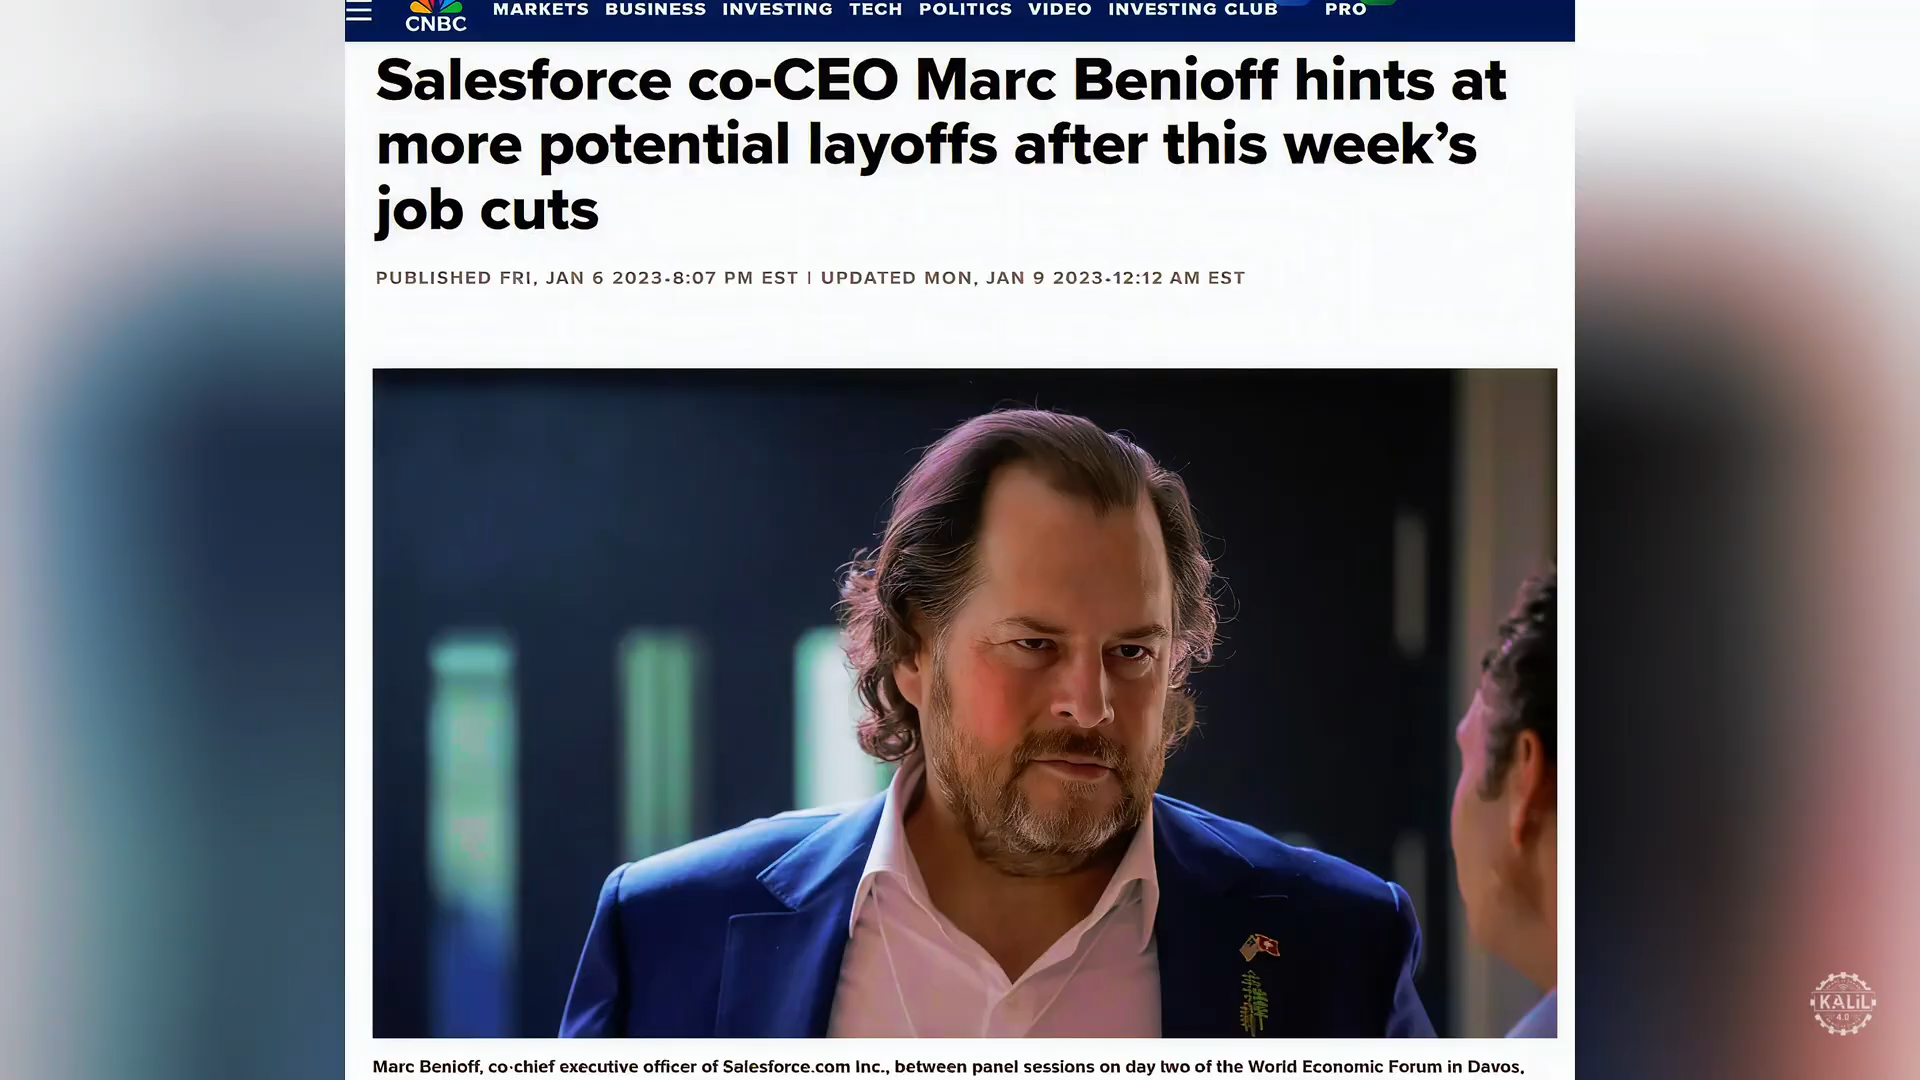 MARKETS BUSINESS INVESTING TECH POLITICS VIDEO INVESTING CLUB PRO
CNBC
Salesforce co-CEO Marc Benioff hints at
more potential layoffs after this week’s
job cuts
PUBLISHED FRI, JAN 6 2023•8:07 PM EST | UPDATED MON, JAN 9 2023•12:12 AM EST
KALIL
4.0
Marc Benioff, co-chief executive officer of Salesforce.com Inc., between panel sessions on day two of the World Economic Forum in Davos,